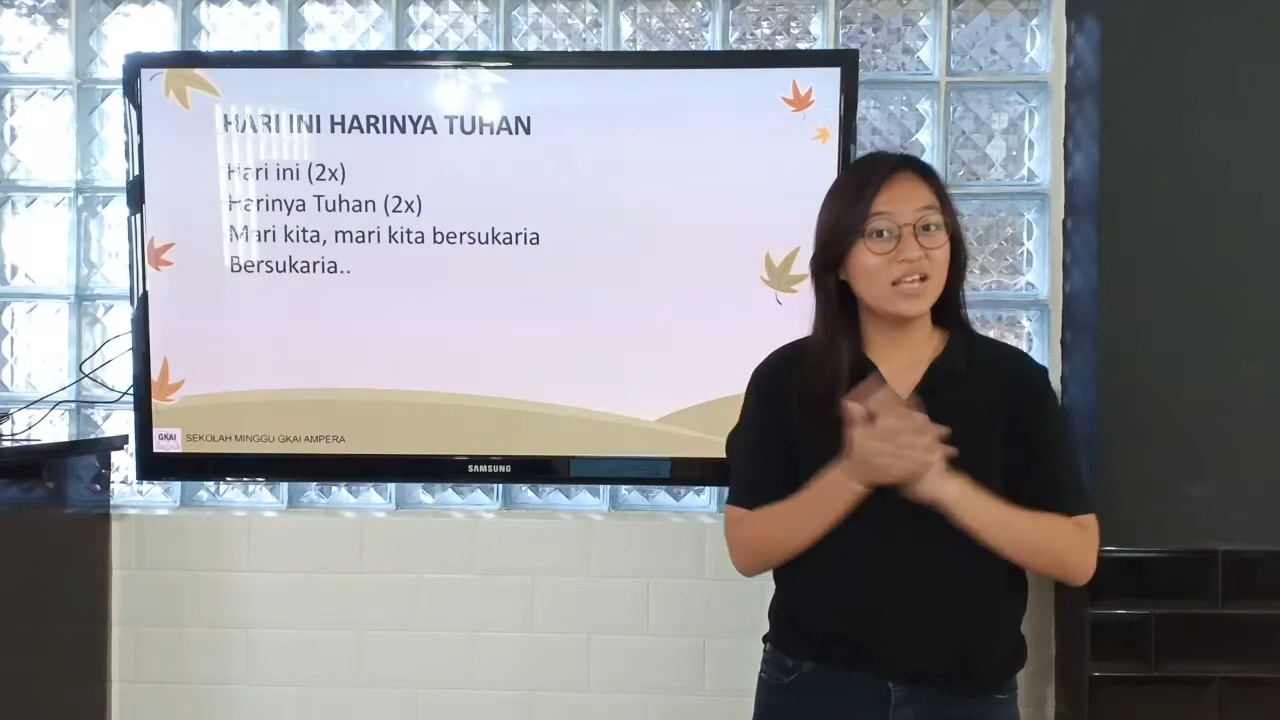 HARI INI HARINYA TUHAN
Hari ini (2x)
Harinya Tuhan (2x)
Mari kita, mari kita bersukaria
Bersukaria..
GKAI
SEKOLAH MINGGU GKAI AMPERA
SAMSUNG